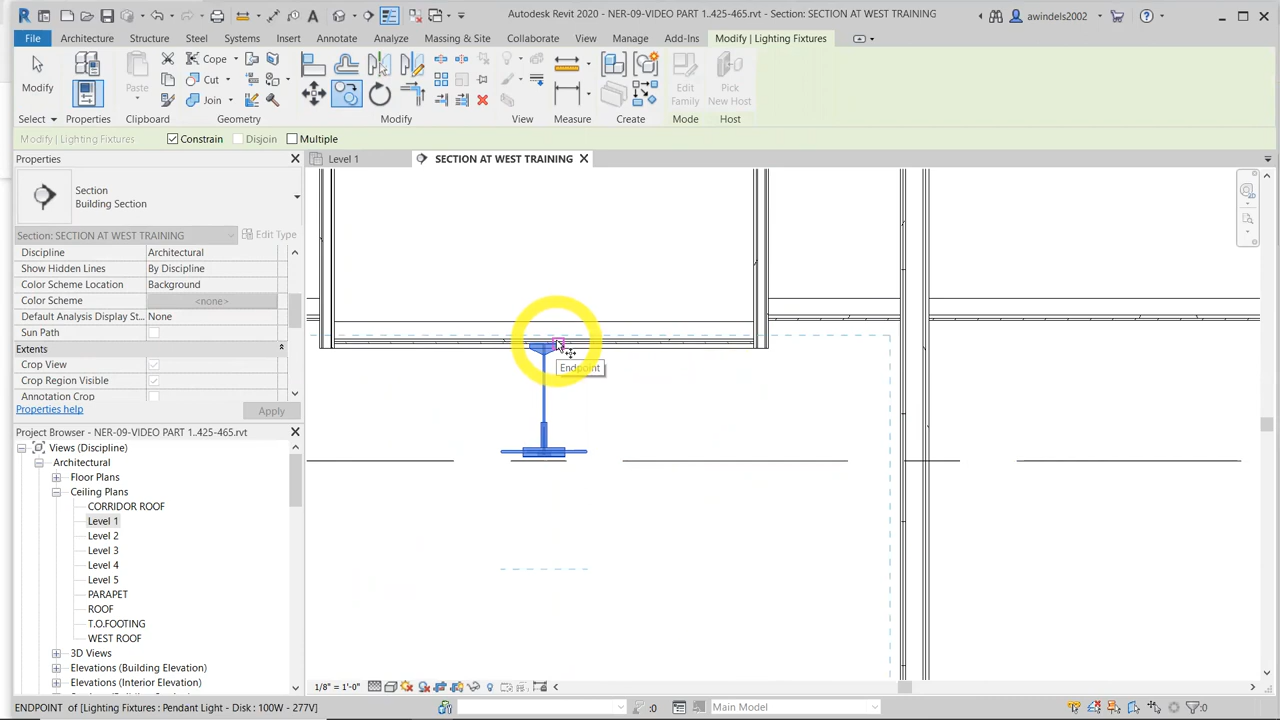 Autodesk Revit 2020 - NER-09-VIDEO PART 1..425-465.rvt - Section: SECTION AT WEST TRAINING
awindels2002
File Architecture Structure Steel Systems Insert Annotate Analyze Massing & Site Collaborate View Manage Add-Ins Modify | Lighting Fixtures
Cope
Cut
Join
Modify Paste Edit Family Pick New Host
Select Properties Clipboard Geometry Modify View Measure Create Mode Host
Modify | Lighting Fixtures Constrain Disjoin Multiple
Properties
Level 1
SECTION AT WEST TRAINING
Section
Building Section
Section: SECTION AT WEST TRAINING Edit Type
Discipline Architectural
Show Hidden Lines By Discipline
Color Scheme Location Background
Color Scheme <none>
Default Analysis Display St... None
Sun Path
Extents
Crop View
Crop Region Visible
Annotation Crop
Properties help Apply
Endpoint
Project Browser - NER-09-VIDEO PART 1..425-465.rvt
Views (Discipline)
Architectural
Floor Plans
Ceiling Plans
CORRIDOR ROOF
Level 1
Level 2
Level 3
Level 4
Level 5
PARAPET
ROOF
T.O.FOOTING
WEST ROOF
3D Views
Elevations (Building Elevation)
Elevations (Interior Elevation)
1/8" = 1'-0"
ENDPOINT of [Lighting Fixtures : Pendant Light - Disk : 100W - 277V]
:0
Main Model
:0